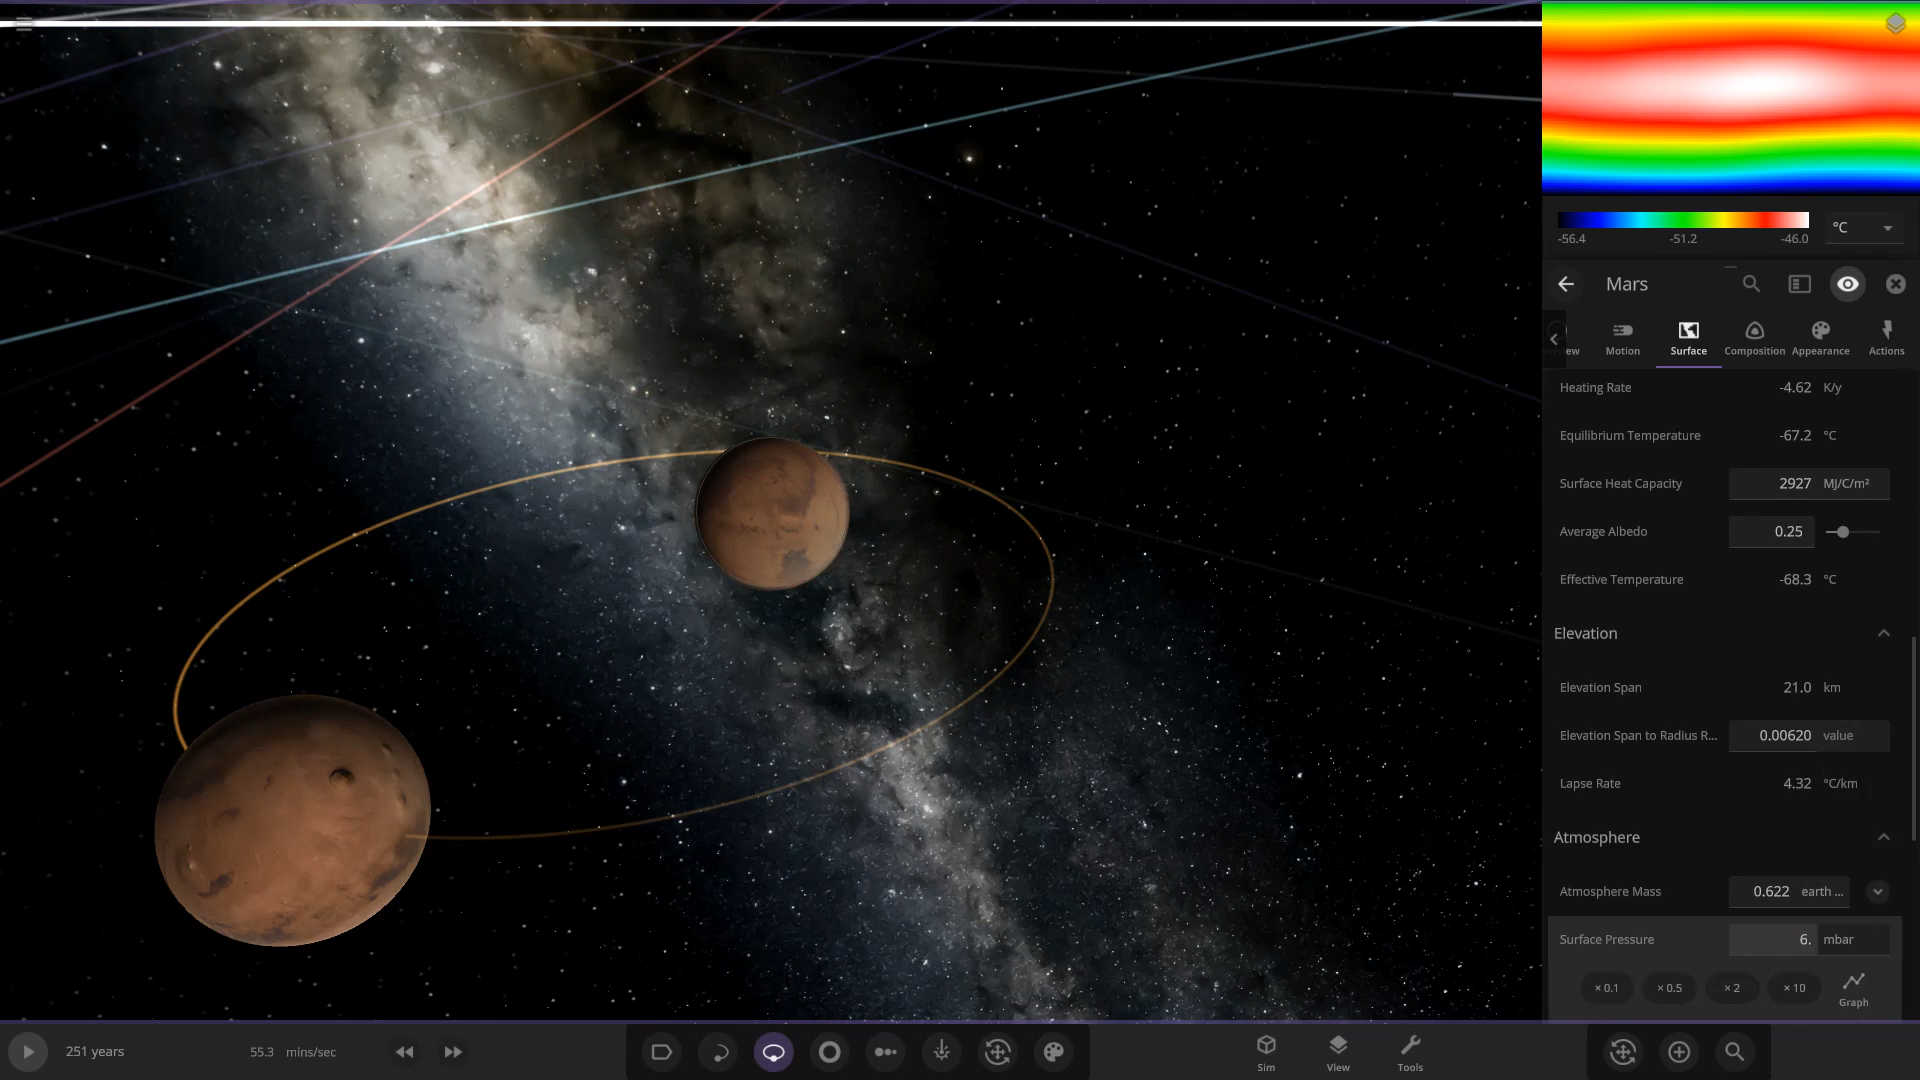 -56.4 -51.2 -46.0 °C
Mars
Motion Surface Composition Appearance Actions
Heating Rate -4.62 K/y
Equilibrium Temperature -67.2 °C
Surface Heat Capacity 2927 MJ/C/m²
Average Albedo 0.25
Effective Temperature -68.3 °C
Elevation
Elevation Span 21.0 km
Elevation Span to Radius R... 0.00620 value
Lapse Rate 4.32 °C/km
Atmosphere
Atmosphere Mass 0.622 earth ...
Surface Pressure 6. mbar
× 0.1 × 0.5 × 2 × 10 Graph
251 years 55.3 mins/sec Sim View Tools